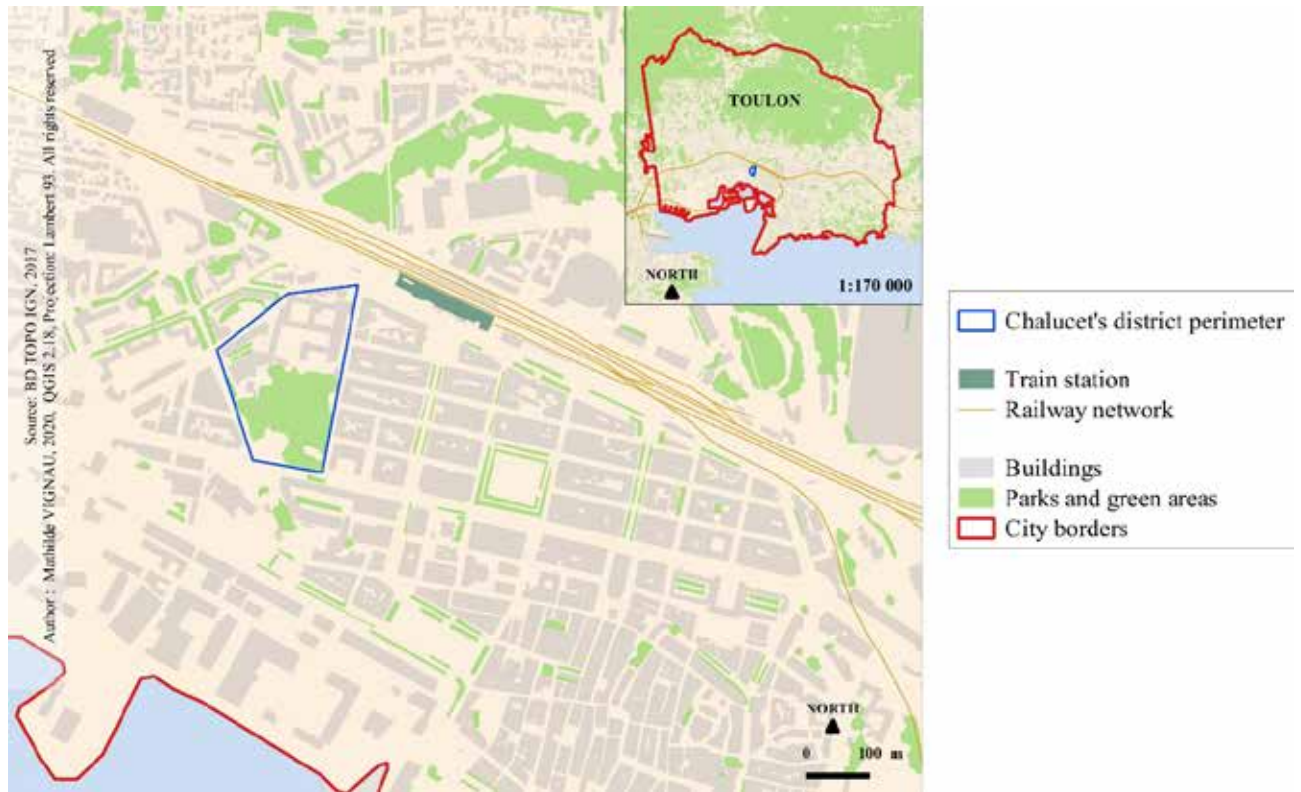 Source: BD TOPO IGN, 2017
Author : Mathilde VIGNAU, 2020, QGIS 2.18, Projection: Lambert 93. All rights reserved
TOULON
NORTH
1:170 000
Chalucet's district perimeter
Train station
Railway network
Buildings
Parks and green areas
City borders
NORTH
0 100 m